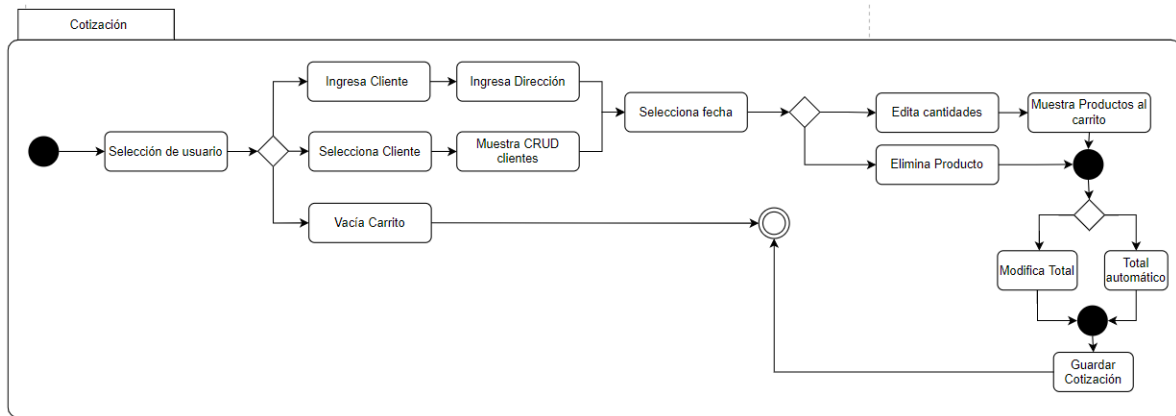 Cotización
Ingresa Cliente
Ingresa Dirección
Selecciona fecha
Edita cantidades
Muestra Productos al
carrito
Selección de usuario
Selecciona Cliente
Muestra CRUD
clientes
Elimina Producto
Vacía Carrito
Modifica Total
Total
automático
Guardar
Cotización